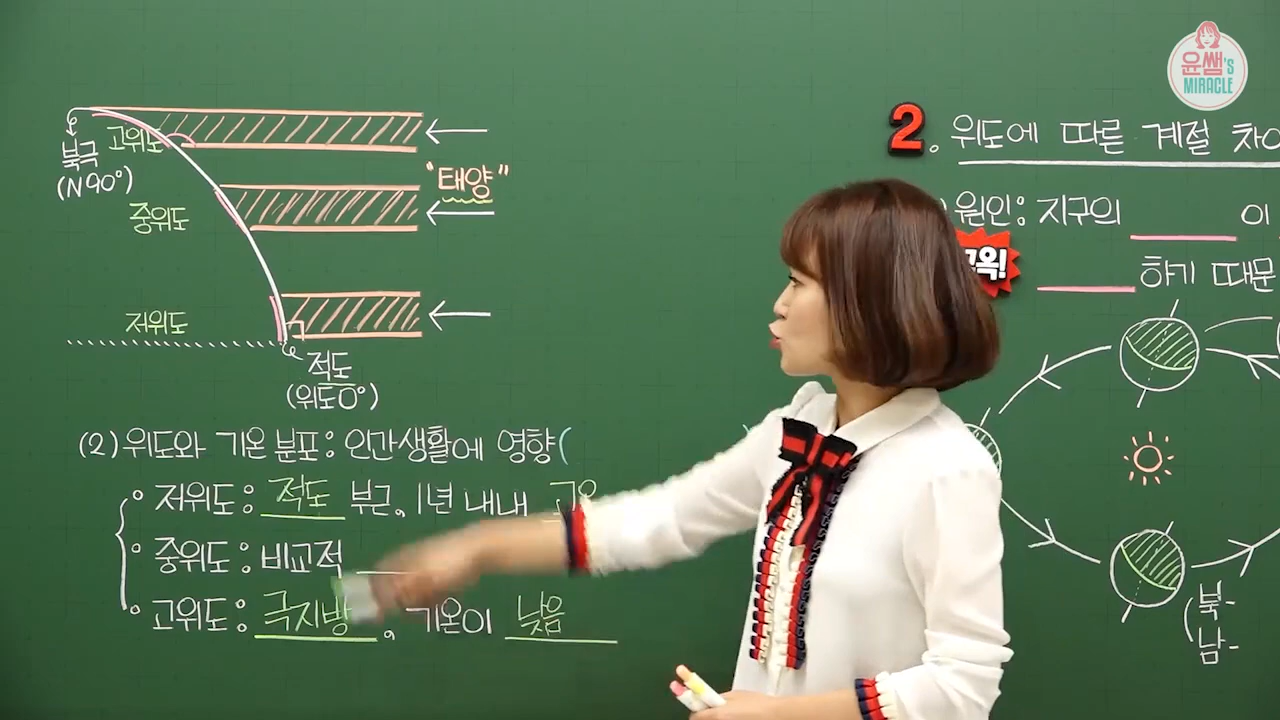 윤쌤's
MIRACLE
북극
(N90°)
고위도
"태양"
중위도
저위도
적도
(위도0°)
(2) 위도와 기온 분포: 인간생활에 영향(
저위도: 적도 부근, 1년 내내
중위도: 비교적
고위도: 극지방, 기온이 낮음
2. 위도에 따른 계절
원인: 지구의 이
하기 때문
북-
남-